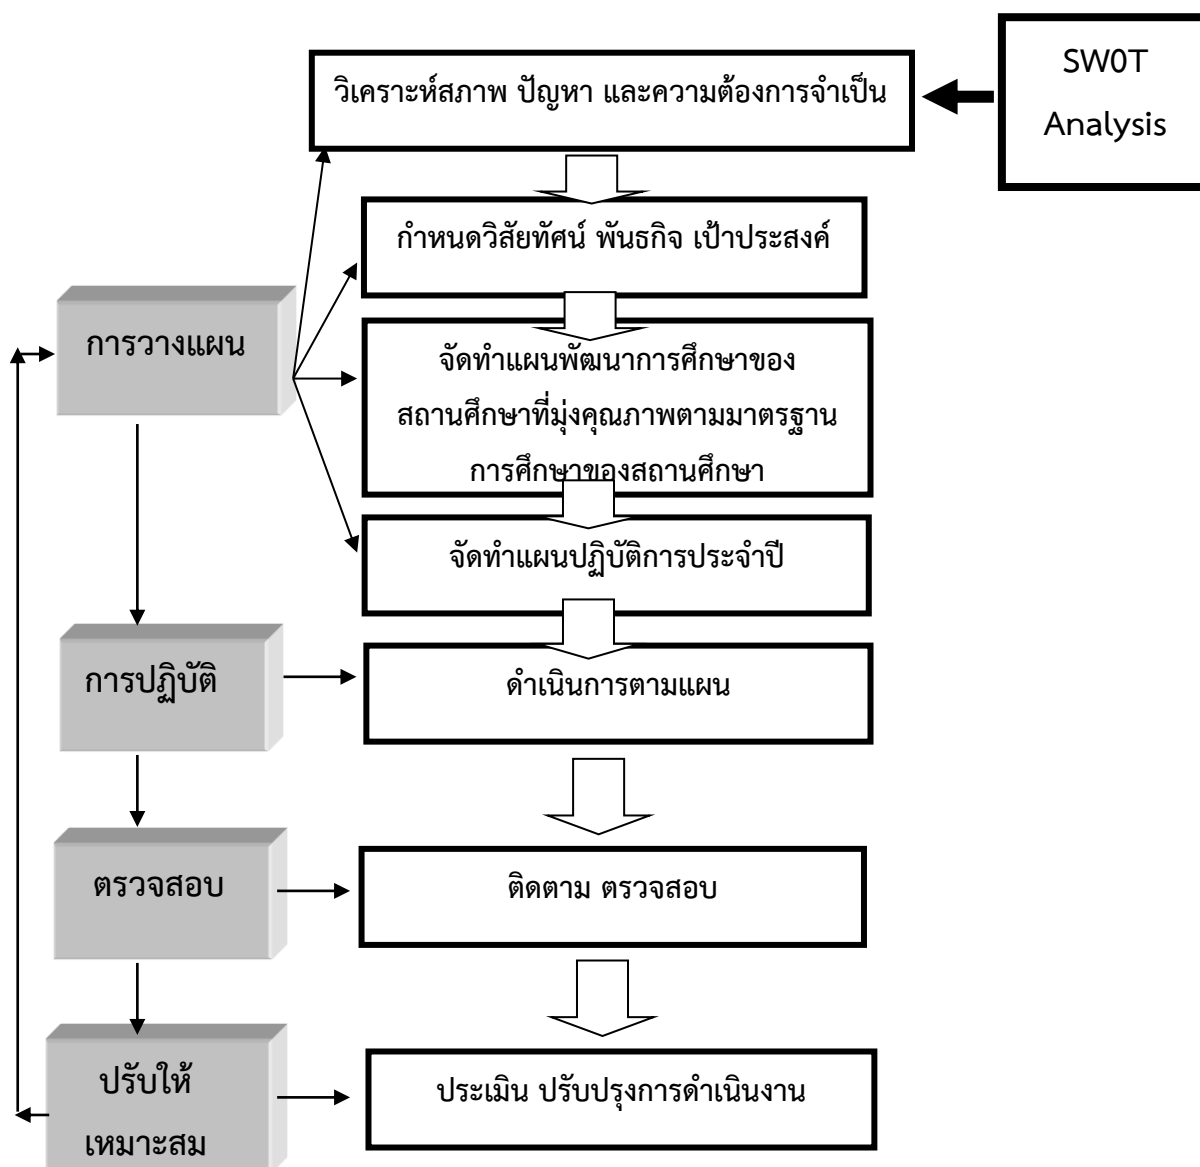 SW0T
Analysis
วิเคราะห์สภาพ ปัญหา และความต้องการจำเป็น
กำหนดวิสัยทัศน์ พันธกิจ เป้าประสงค์
การวางแผน
จัดทำแผนพัฒนาการศึกษาของ
สถานศึกษาที่มุ่งคุณภาพตามมาตรฐาน
การศึกษาของสถานศึกษา
จัดทำแผนปฏิบัติการประจำปี
การปฏิบัติ
ดำเนินการตามแผน
ตรวจสอบ
ติดตาม ตรวจสอบ
ปรับให้
เหมาะสม
ประเมิน ปรับปรุงการดำเนินงาน